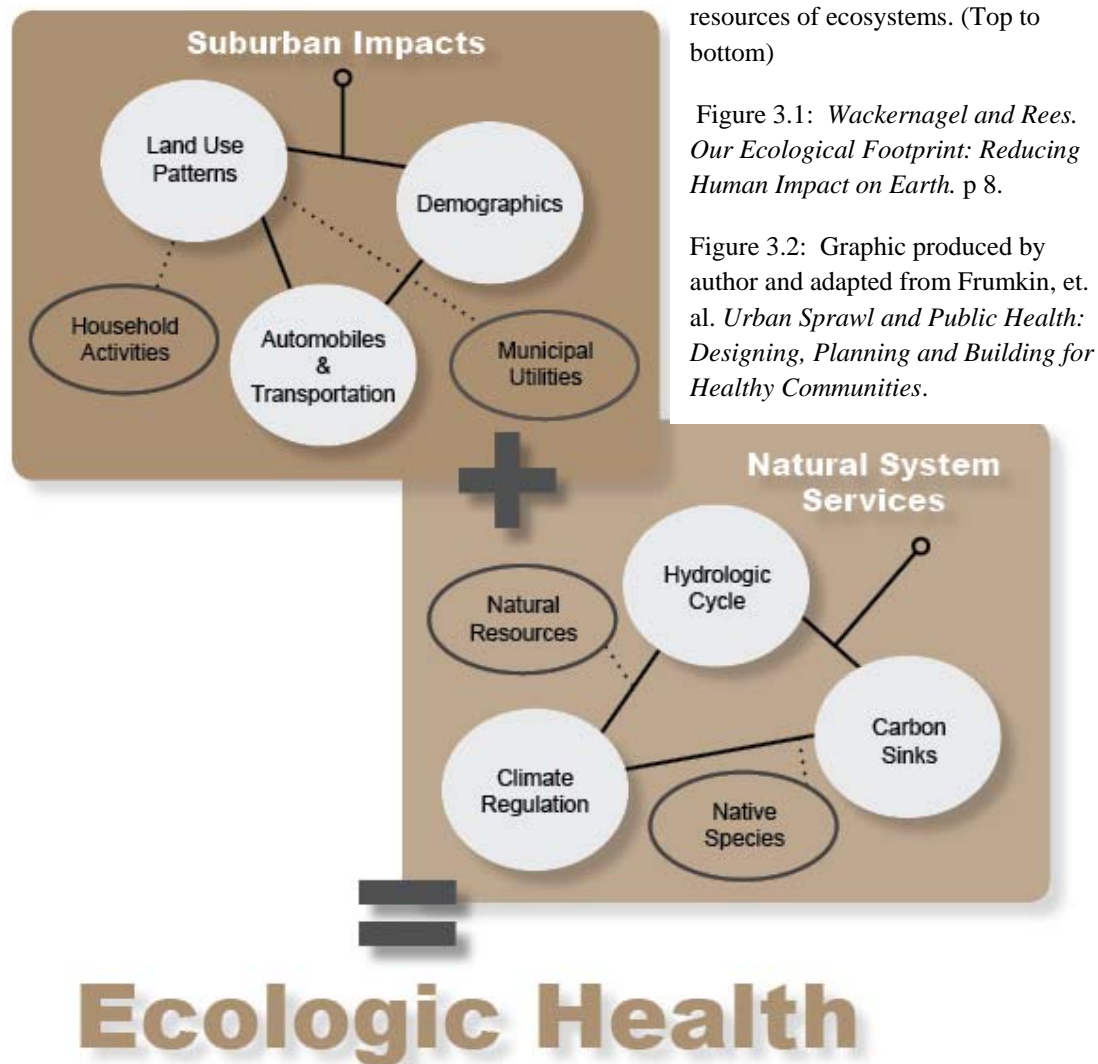 resources of ecosystems. (Top to
bottom)
Figure 3.1: Wackernagel and Rees.
Our Ecological Footprint: Reducing
Human Impact on Earth. p 8.
Figure 3.2: Graphic produced by
author and adapted from Frumkin, et.
al. Urban Sprawl and Public Health:
Designing, Planning and Building for
Healthy Communities.
Suburban Impacts
Land Use
Patterns
Demographics
Household
Activities
Automobiles
&
Transportation
Municipal
Utilities
+
Natural System
Services
Hydrologic
Cycle
Natural
Resources
Carbon
Sinks
Climate
Regulation
Native
Species
=
Ecologic Health